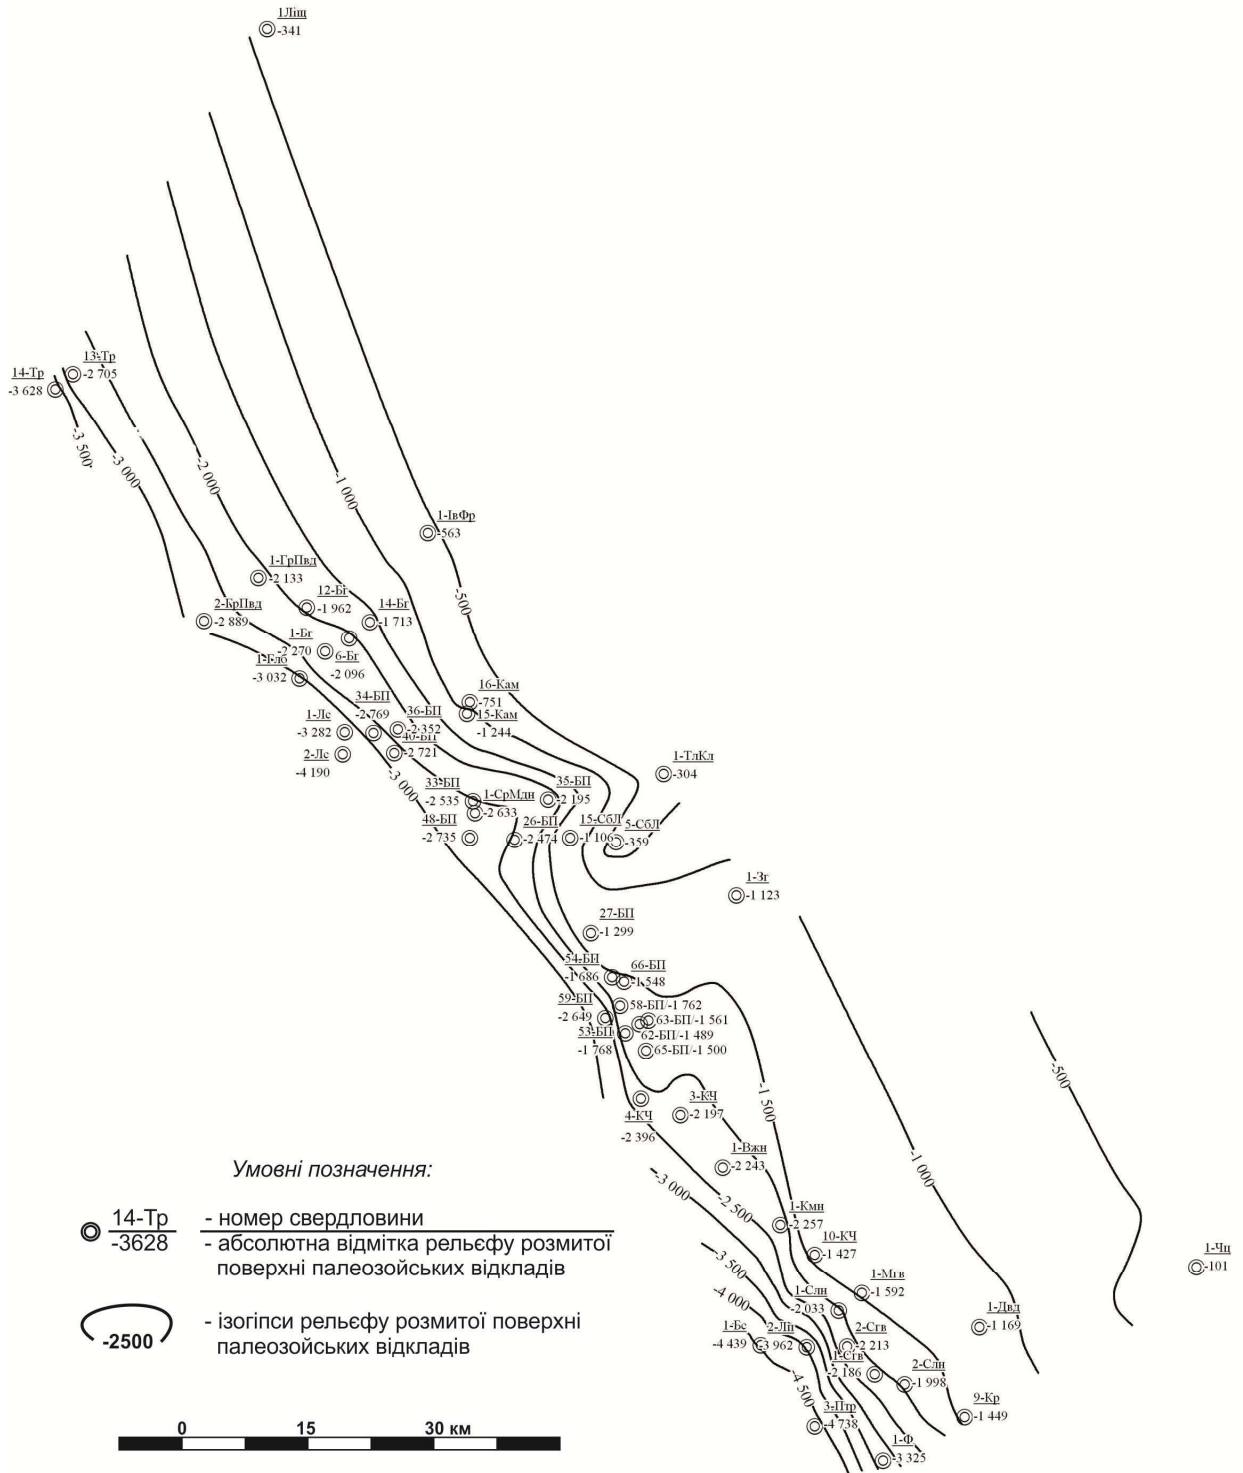 1Ліщ
-341
13-Тр
-2 705
14-Тр
-3 628
-3 500
-3 000
-2 000
-1 000
1-ІвФр
-563
-500
1-ГрПвд
-2 133
12-Бг
-1 962
14-Бг
-1 713
2-БрПвд
-2 889
1-Бг
-2 270
6-Бг
-2 096
-3 032
16-Кам
-751
15-Кам
-1 244
34-БП
-2 769
36-БП
-2 352
1-Лс
-3 282
40-БП
-2 721
2-Лс
-4 190
-3 000
1-ТлКл
-304
33-БП
-2 535
1-СрМдн
-2 633
35-БП
-2 195
48-БП
-2 735
26-БП
-2 474
15-СбЛ
-1 106
5-СбЛ
-359
1-Зг
-1 123
27-БП
-1 299
54-БП
-1 686
66-БП
-1 548
59-БП
-2 649
58-БП/-1 762
63-БП/-1 561
62-БП/-1 489
53-БП
-1 768
65-БП/-1 500
-1 500
-500
4-КЧ
-2 396
3-КЧ
-2 197
1-Вжн
-2 243
-1 000
-3 000
-2 500
1-Кмн
-2 257
10-КЧ
-1 427
-3 500
1-Мгв
-1 592
1-Чц
-101
-4 000
1-Слн
-2 033
1-Двд
-1 169
1-Бс
-4 439
2-Лп
-3 962
2-Сгв
-2 213
1-Сгв
-2 186
2-Слн
-1 998
-4 500
3-Птр
-4 738
9-Кр
-1 449
1-Ф
-3 325
Умовні позначення:
14-Тр - номер свердловини
-3628 - абсолютна відмітка рельєфу розмитої
поверхні палеозойських відкладів
-2500 - ізогіпси рельєфу розмитої поверхні
палеозойських відкладів
0 15 30 км